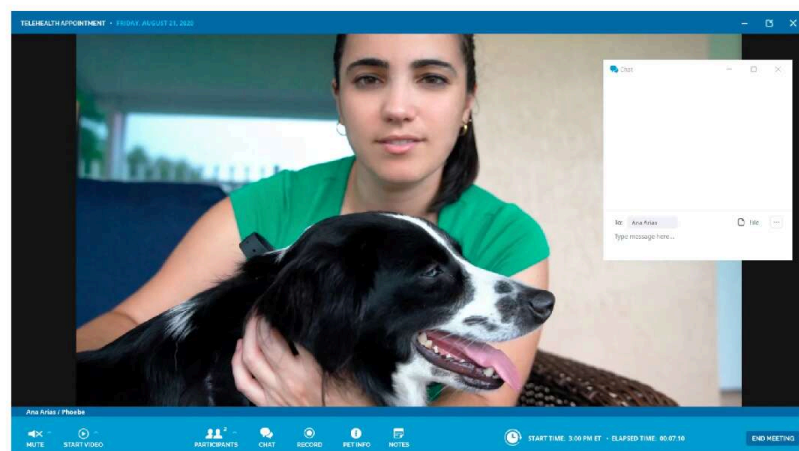 TELEHEALTH APPOINTMENT • FRIDAY, AUGUST 21, 2020
Chat
To: Ana Arias
File
Type message here...
Ana Arias / Phoebe
MUTE
START VIDEO
2
PARTICIPANTS
CHAT
RECORD
PET INFO
NOTES
START TIME: 3:00 PM ET • ELAPSED TIME: 00:07:10
END MEETING